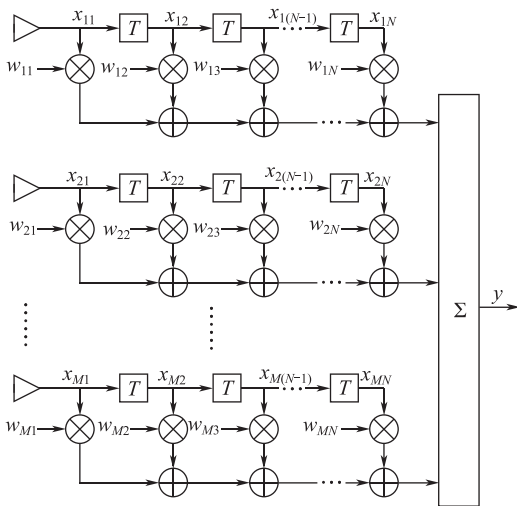 x11 T x12 T x1(N−1) T x1N
w11 w12 w13 w1N
x21 T x22 T x2(N−1) T x2N
w21 w22 w23 w2N
Σ y
xM1 T xM2 T xM(N−1) T xMN
wM1 wM2 wM3 wMN